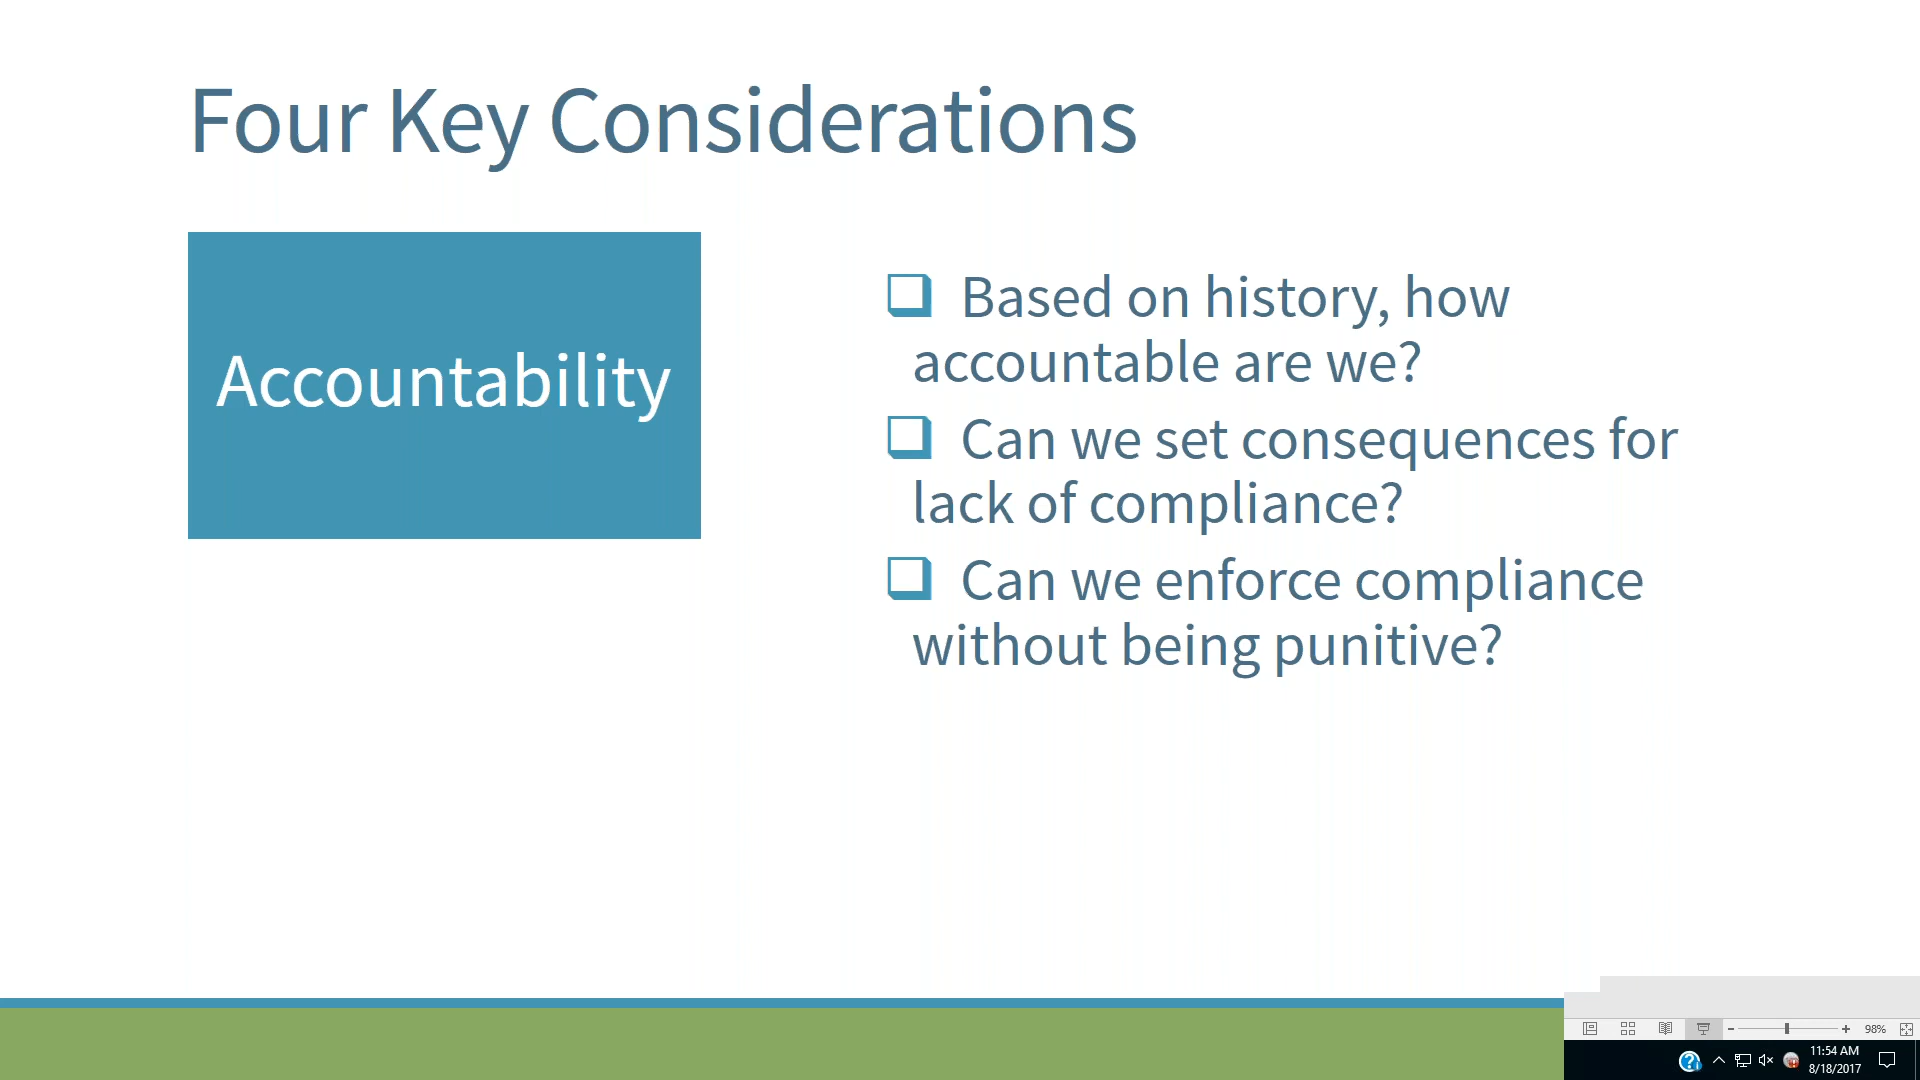 Four Key Considerations
Accountability
❑ Based on history, how
accountable are we?
❑ Can we set consequences for
lack of compliance?
❑ Can we enforce compliance
without being punitive?
98%
11:54 AM
8/18/2017